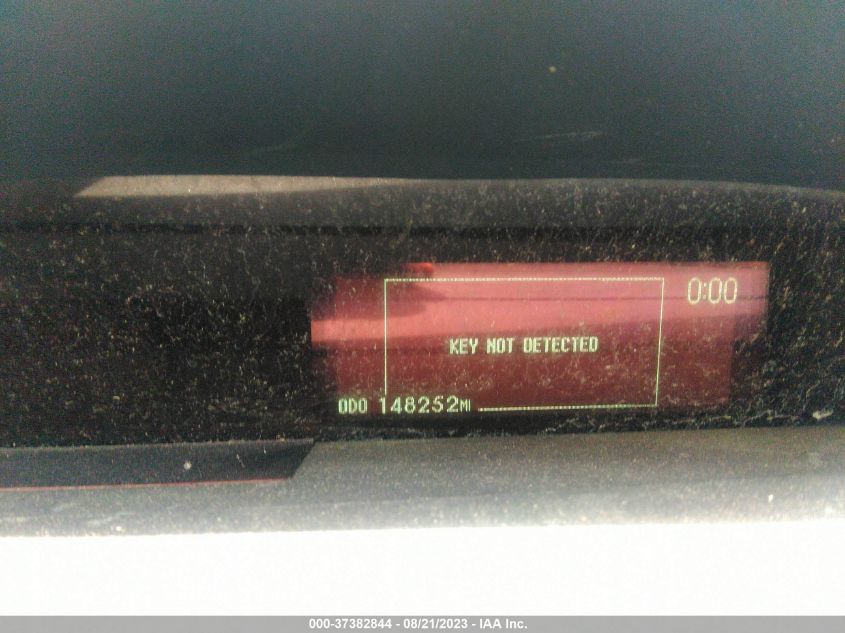 0:00
KEY NOT DETECTED
ODO 148252MI
000-37382844 - 08/21/2023 - IAA Inc.